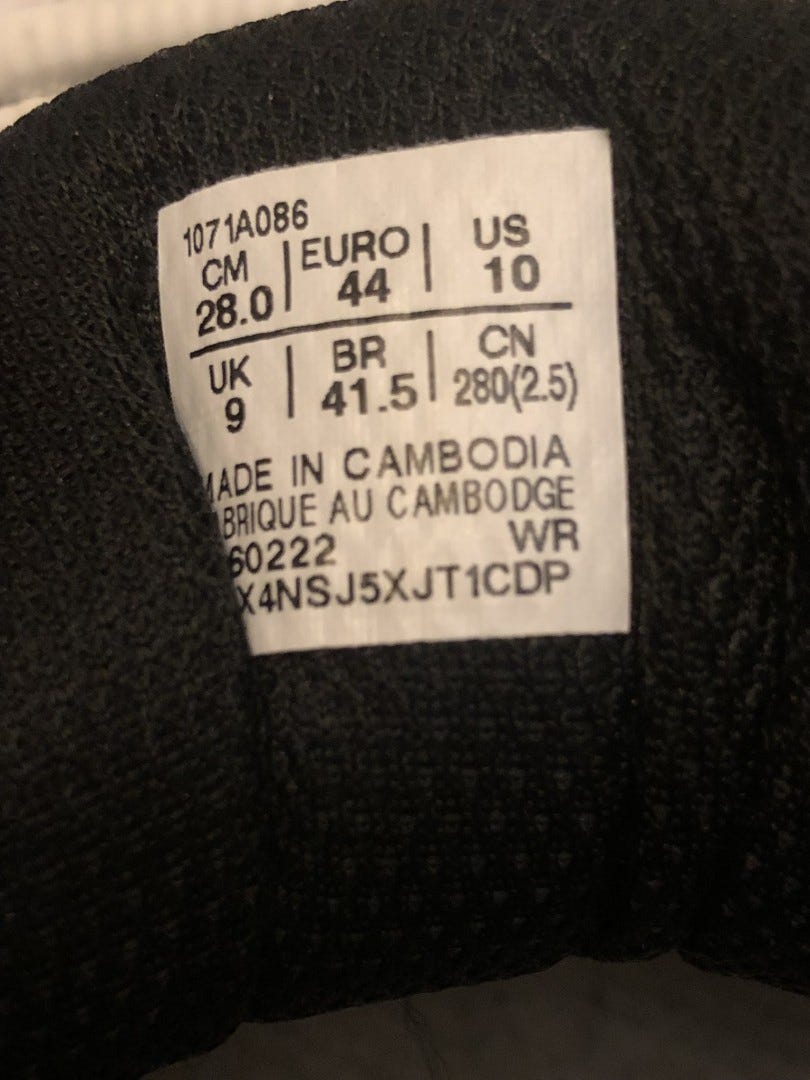 1071A086
CM | EURO | US
28.0 | 44 | 10
UK | BR | CN
9 | 41.5 | 280(2.5)
MADE IN CAMBODIA
BRIQUE AU CAMBODGE
60222 WR
X4NSJ5XJT1CDP